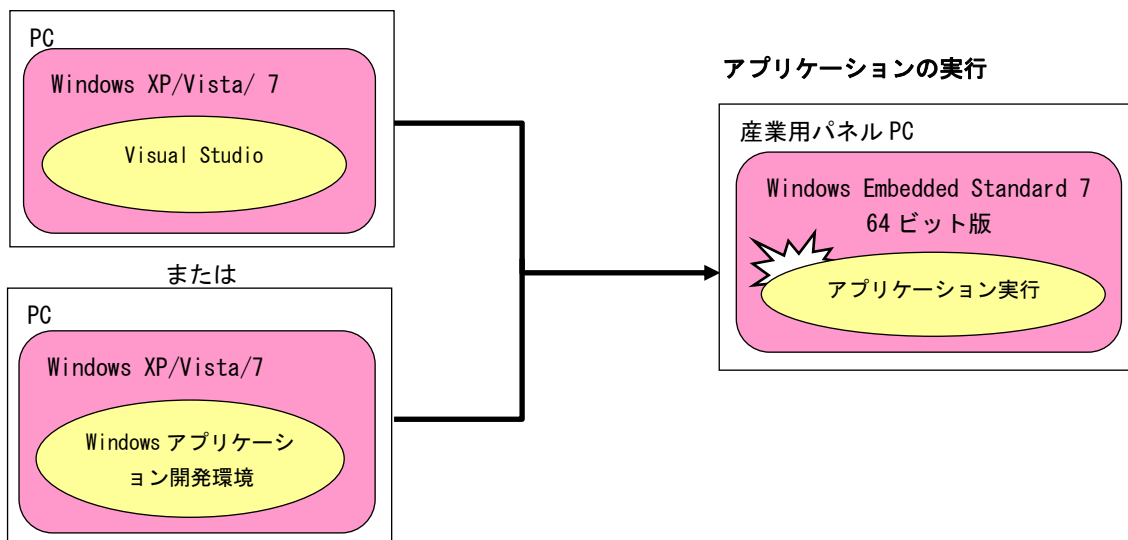 PC
Windows XP/Vista/ 7
Visual Studio
または
PC
Windows XP/Vista/7
Windows アプリケーシ
ョン開発環境
アプリケーションの実行
産業用パネル PC
Windows Embedded Standard 7
64 ビット版
アプリケーション実行